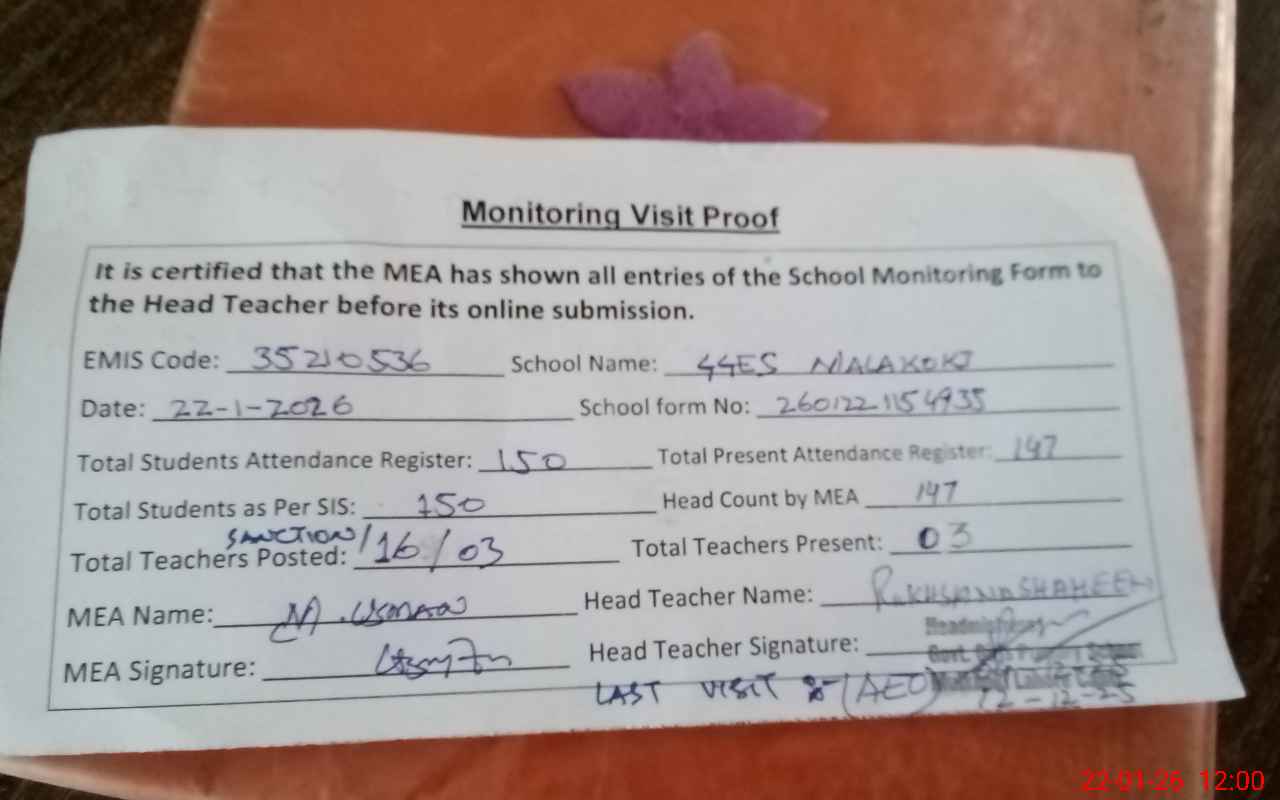 Monitoring Visit Proof
It is certified that the MEA has shown all entries of the School Monitoring Form to
the Head Teacher before its online submission.
EMIS Code: 35210536 School Name: GGES MALAKOKI
Date: 22-1-2026 School form No: 2601221154935
Total Students Attendance Register: 150 Total Present Attendance Register: 147
Total Students as Per SIS: 150 Head Count by MEA 147
SANCTION/
Total Teachers Posted: 16/03 Total Teachers Present: 03
MEA Name: M. USMAN Head Teacher Name: RUKHSANA SHAHEEN
MEA Signature: Head Teacher Signature:
Headmistress
Govt. School
LAST VISIT :- (AEO) 12-12-25
22-01-26 12:00